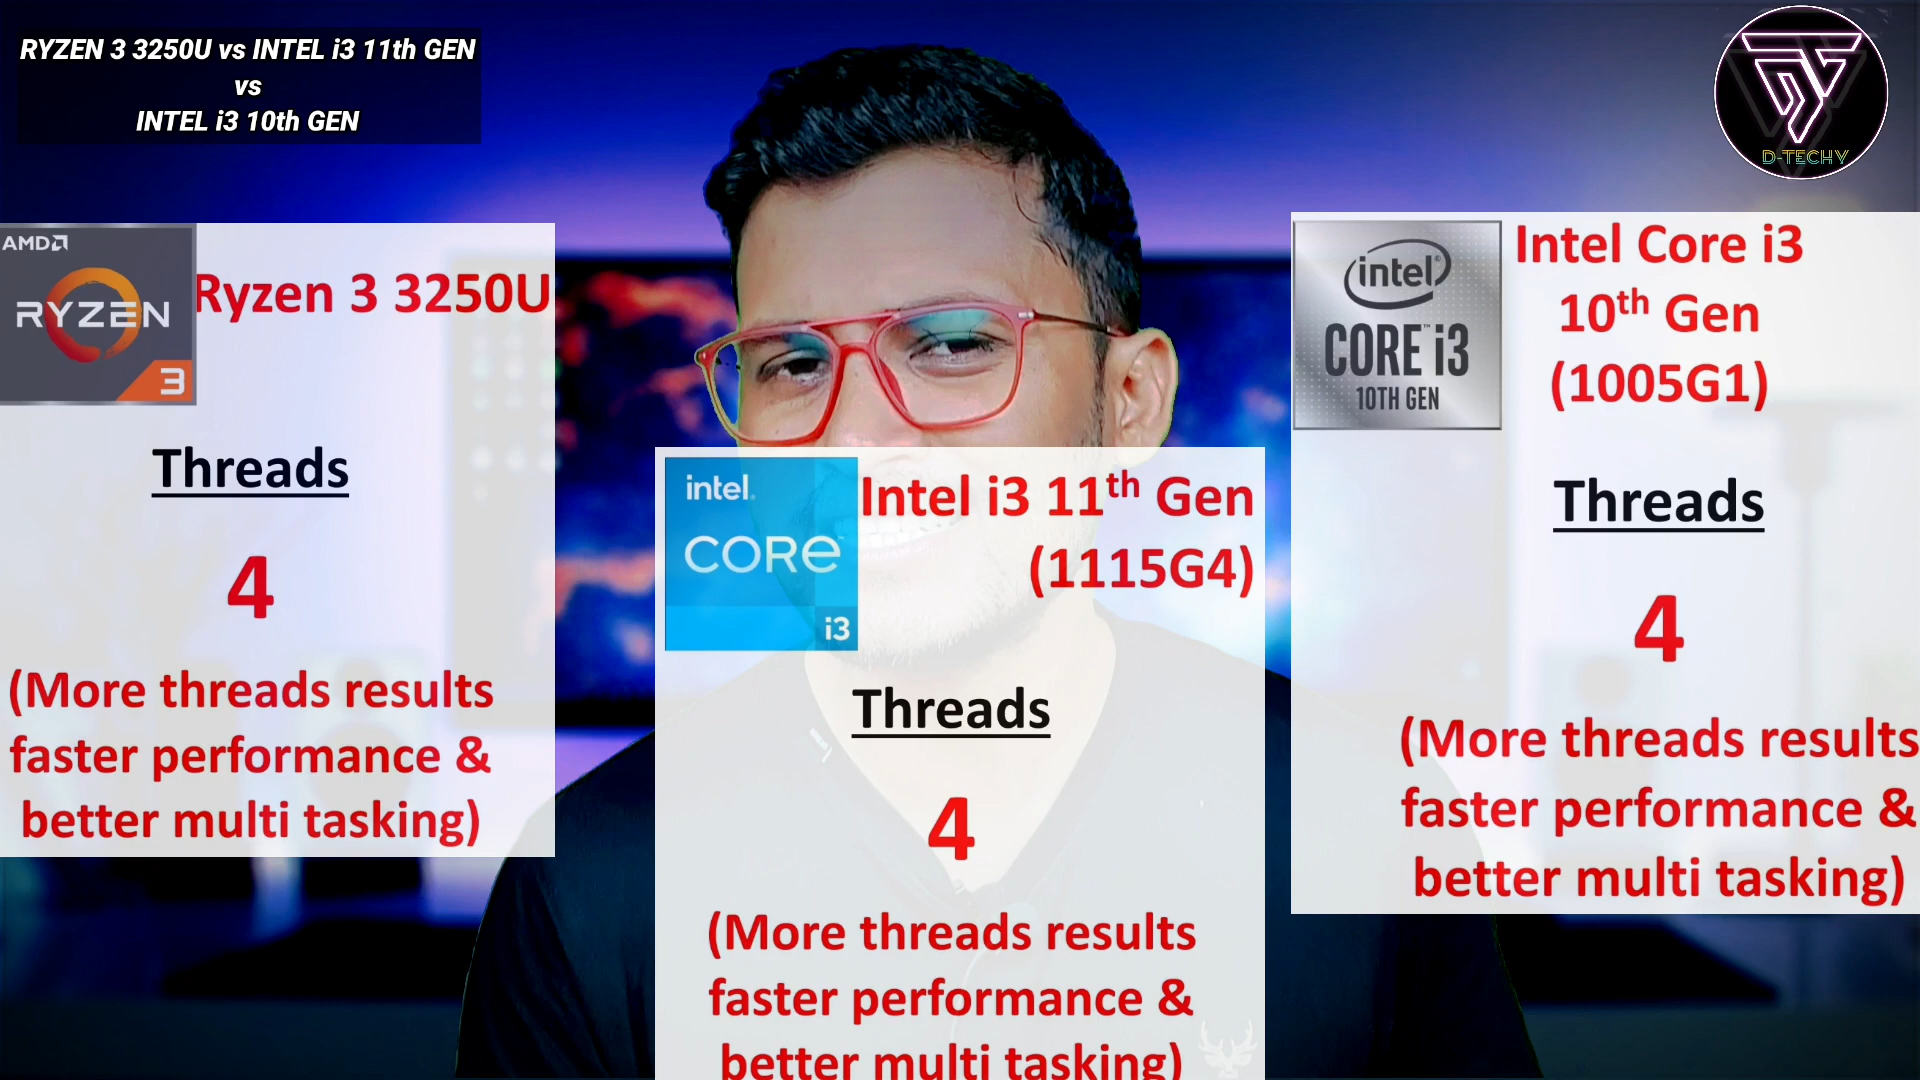 RYZEN 3 3250U vs INTEL i3 11th GEN
vs
INTEL i3 10th GEN
D-TECHY
AMD
RYZEN
3
Ryzen 3 3250U
Threads
4
(More threads results
faster performance &
better multi tasking)
intel.
CORE
i3
Intel i3 11th Gen
(1115G4)
Threads
4
(More threads results
faster performance &
better multi tasking)
intel
CORE™ i3
10TH GEN
Intel Core i3
10th Gen
(1005G1)
Threads
4
(More threads results
faster performance &
better multi tasking)